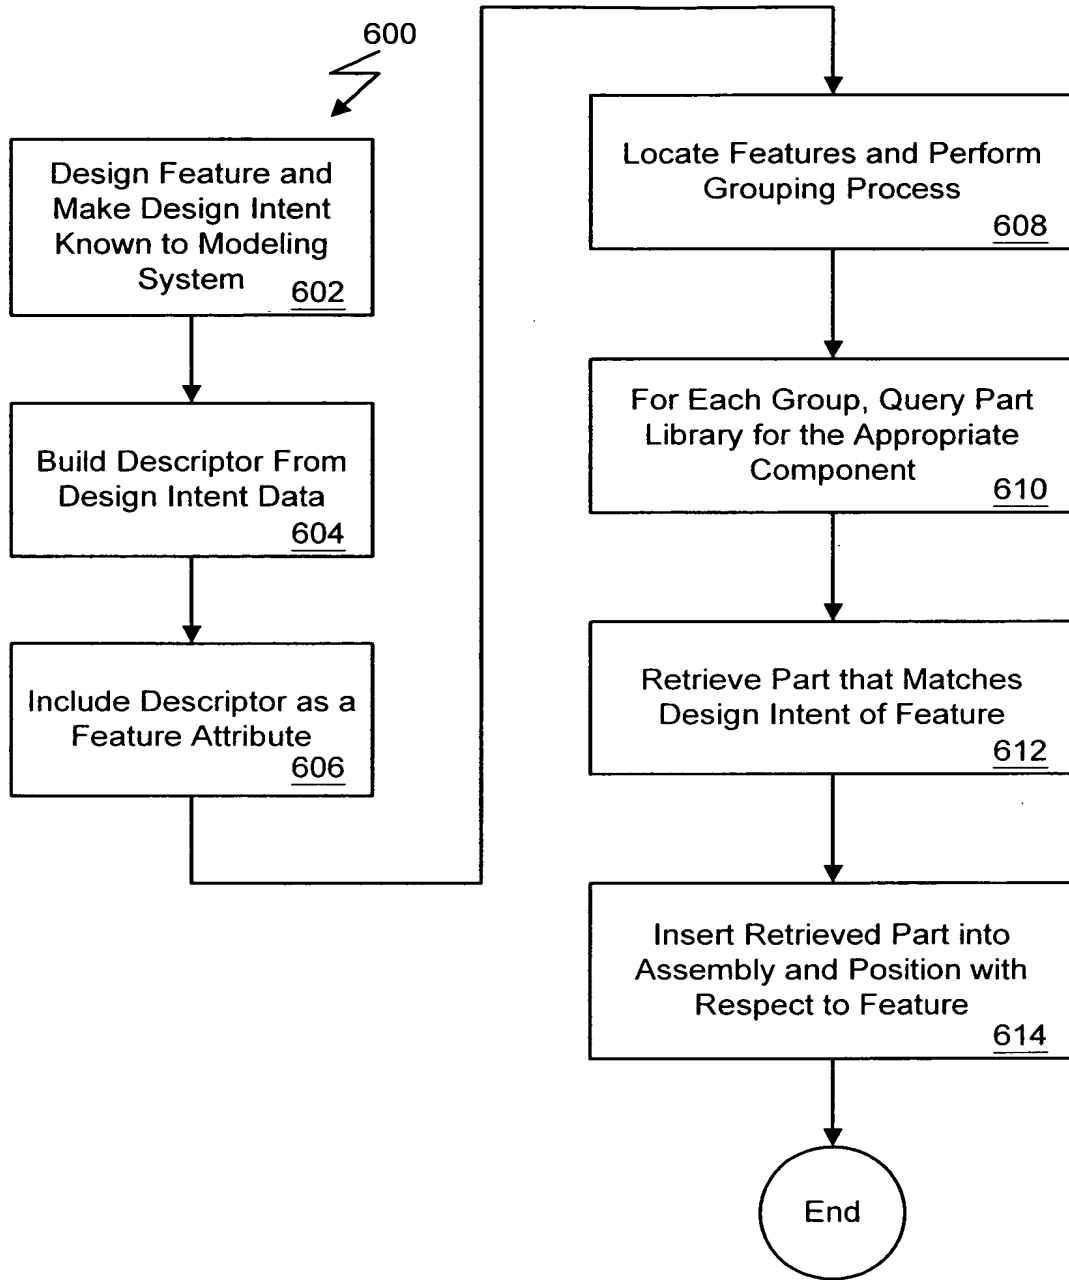 600
Design Feature and
Make Design Intent
Known to Modeling
System
602
Build Descriptor From
Design Intent Data
604
Include Descriptor as a
Feature Attribute
606
Locate Features and Perform
Grouping Process
608
For Each Group, Query Part
Library for the Appropriate
Component
610
Retrieve Part that Matches
Design Intent of Feature
612
Insert Retrieved Part into
Assembly and Position with
Respect to Feature
614
End